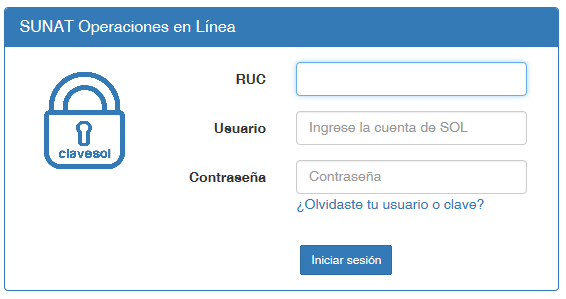 SUNAT Operaciones en Línea
RUC
Usuario
Ingrese la cuenta de SOL
clavesol
Contraseña
Contraseña
¿Olvidaste tu usuario o clave?
Iniciar sesión